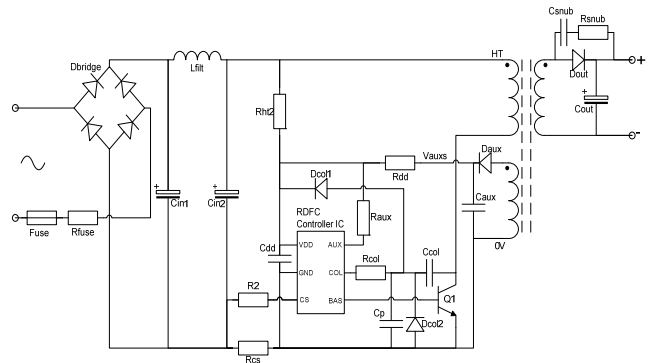 Csnub
Rsnub
Dbridge
Lfilt
HT
Dout
+
+
Cout
-
Rht2
Vauxs
Daux
Dcol1
Rdd
+
Cin1
+
Cin2
RDFC
Controller IC
Raux
Caux
Fuse
Rfuse
Cdd
VDD
AUX
Ccol
0V
GND
COL
Rcol
R2
CS
BAS
Q1
Cp
Dcol2
Rcs